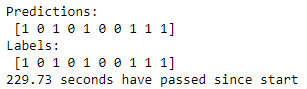 Predictions:
[1 0 1 0 1 0 0 1 1 1]
Labels:
[1 0 1 0 1 0 0 1 1 1]
229.73 seconds have passed since start